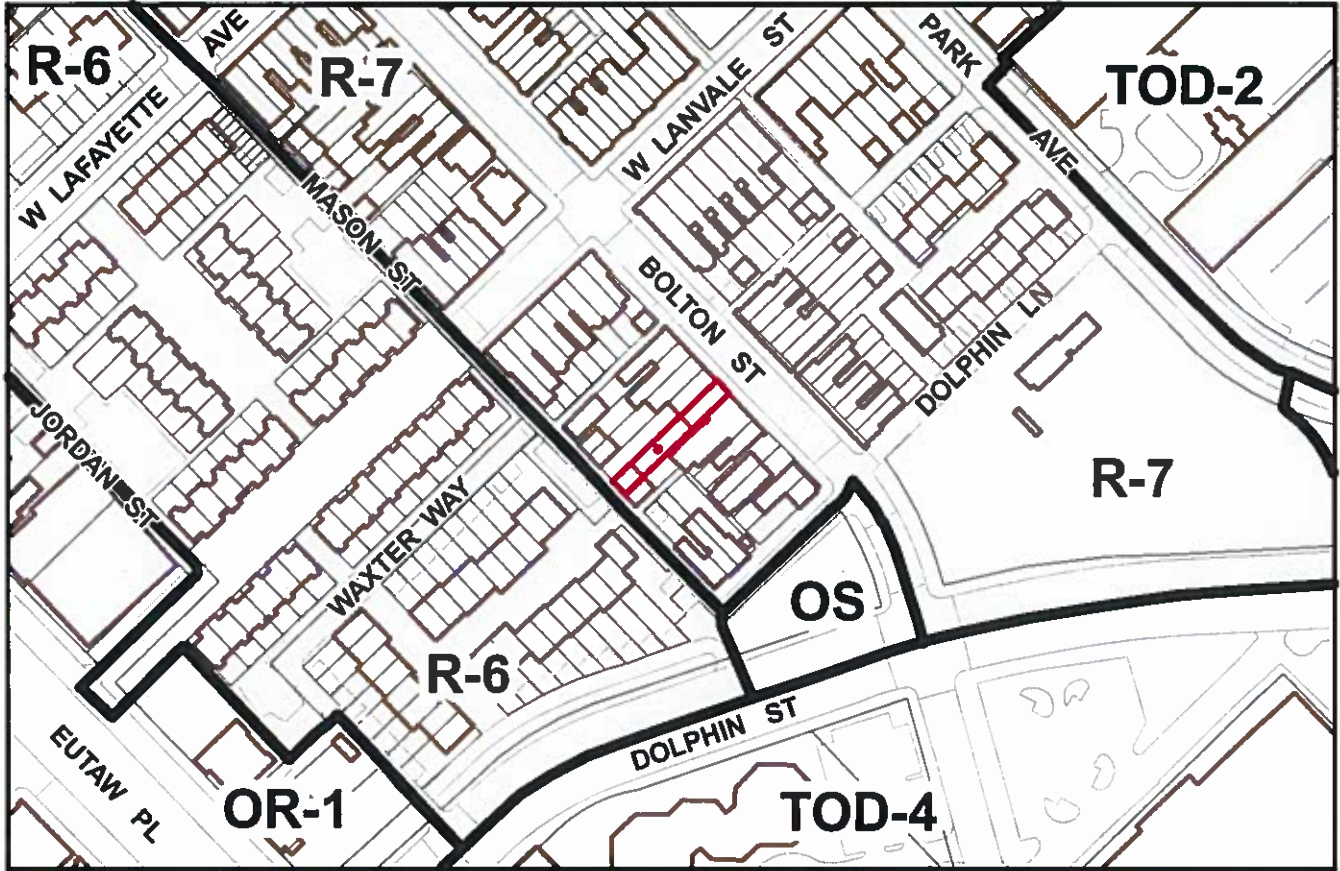 R-6
AVE
R-7
ST
PARK
TOD-2
W LAFAYETTE
W LANVALE
AVE
MASON ST
BOLTON ST
DOLPHIN LN
JORDAN ST
R-7
WAXTER WAY
OS
R-6
DOLPHIN ST
EUTAW PL
OR-1
TOD-4